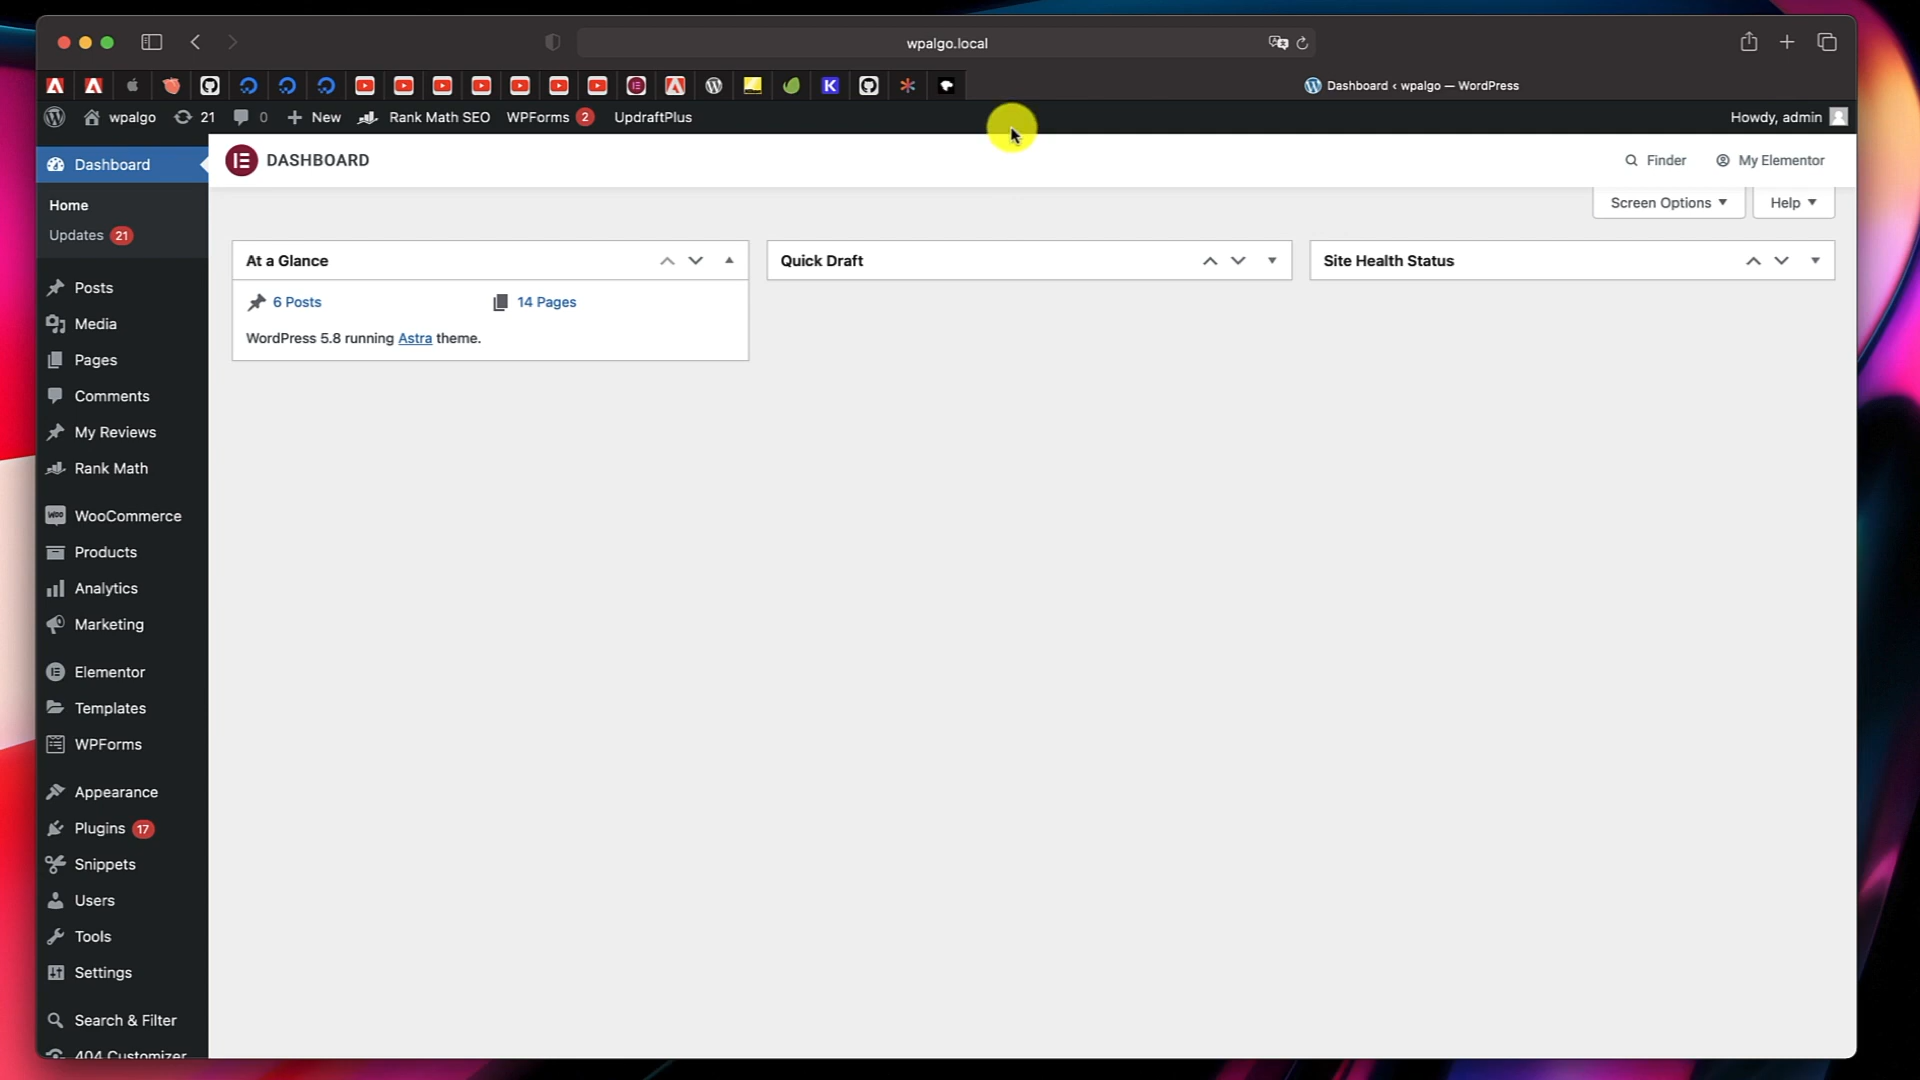 wpalgo.local
Dashboard ‹ wpalgo — WordPress
wpalgo 21 0 New Rank Math SEO WPForms 2 UpdraftPlus Howdy, admin
Dashboard
DASHBOARD
Finder My Elementor
Home
Updates 21
Screen Options Help
At a Glance
Quick Draft
Site Health Status
6 Posts 14 Pages
WordPress 5.8 running Astra theme.
Posts
Media
Pages
Comments
My Reviews
Rank Math
WooCommerce
Products
Analytics
Marketing
Elementor
Templates
WPForms
Appearance
Plugins 17
Snippets
Users
Tools
Settings
Search & Filter
404 Customizer